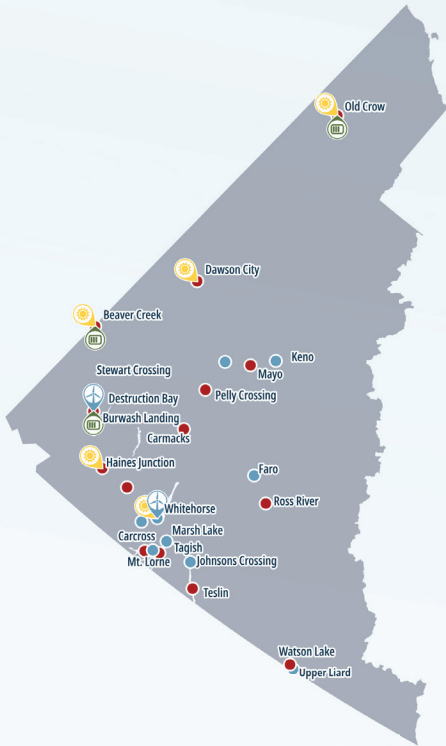 Old Crow
Dawson City
Beaver Creek
Keno
Mayo
Stewart Crossing
Pelly Crossing
Destruction Bay
Burwash Landing
Carmacks
Haines Junction
Faro
Ross River
Whitehorse
Marsh Lake
Carcross
Tagish
Mt. Lorne
Johnsons Crossing
Teslin
Watson Lake
Upper Liard